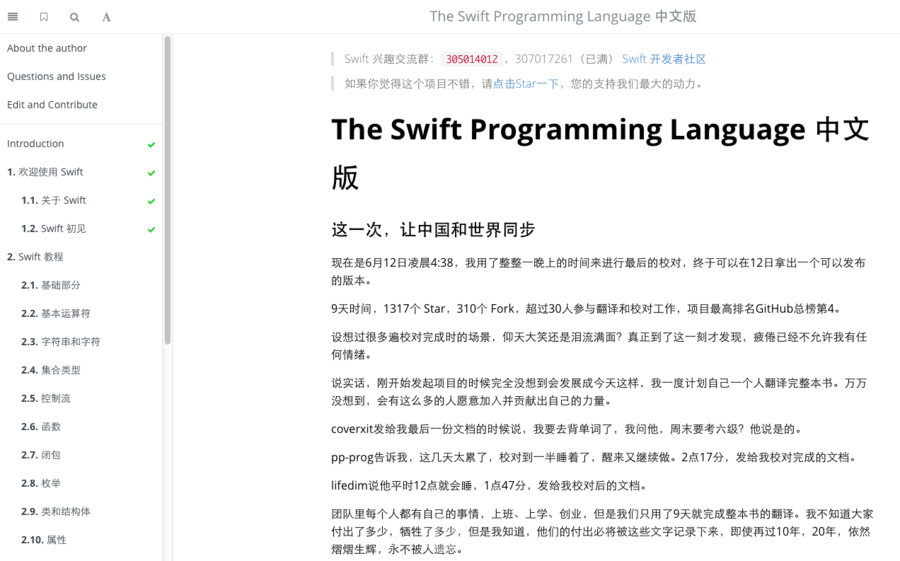 A
The Swift Programming Language 中文版
About the author
Questions and Issues
Edit and Contribute
Introduction
1. 欢迎使用 Swift
1.1. 关于 Swift
1.2. Swift 初见
2. Swift 教程
2.1. 基础部分
2.2. 基本运算符
2.3. 字符串和字符
2.4. 集合类型
2.5. 控制流
2.6. 函数
2.7. 闭包
2.8. 枚举
2.9. 类和结构体
2.10. 属性
Swift 兴趣交流群： 305014012 ，307017261（已满） Swift 开发者社区
如果你觉得这个项目不错，请点击Star一下，您的支持我们最大的动力。
The Swift Programming Language 中文
版
这一次，让中国和世界同步
现在是6月12日凌晨4:38，我用了整整一晚上的时间来进行最后的校对，终于可以在12日拿出一个可以发布
的版本。
9天时间，1317个 Star，310个 Fork，超过30人参与翻译和校对工作，项目最高排名GitHub总榜第4。
设想过很多遍校对完成时的场景，仰天大笑还是泪流满面？真正到了这一刻才发现，疲倦已经不允许我有任
何情绪。
说实话，刚开始发起项目的时候完全没想到会发展成今天这样，我一度计划自己一个人翻译完整本书。万万
没想到，会有这么多的人愿意加入并贡献出自己的力量。
coverxit发给我最后一份文档的时候说，我要去背单词了，我问他，周末要考六级？他说是的。
pp-prog告诉我，这几天太累了，校对到一半睡着了，醒来又继续做。2点17分，发给我校对完成的文档。
lifedim说他平时12点就会睡，1点47分，发给我校对后的文档。
团队里每个人都有自己的事情，上班、上学、创业，但是我们只用了9天就完成整本书的翻译。我不知道大家
付出了多少，牺牲了多少，但是我知道，他们的付出必将被这些文字记录下来，即使再过10年，20年，依然
熠熠生辉，永不被人遗忘。